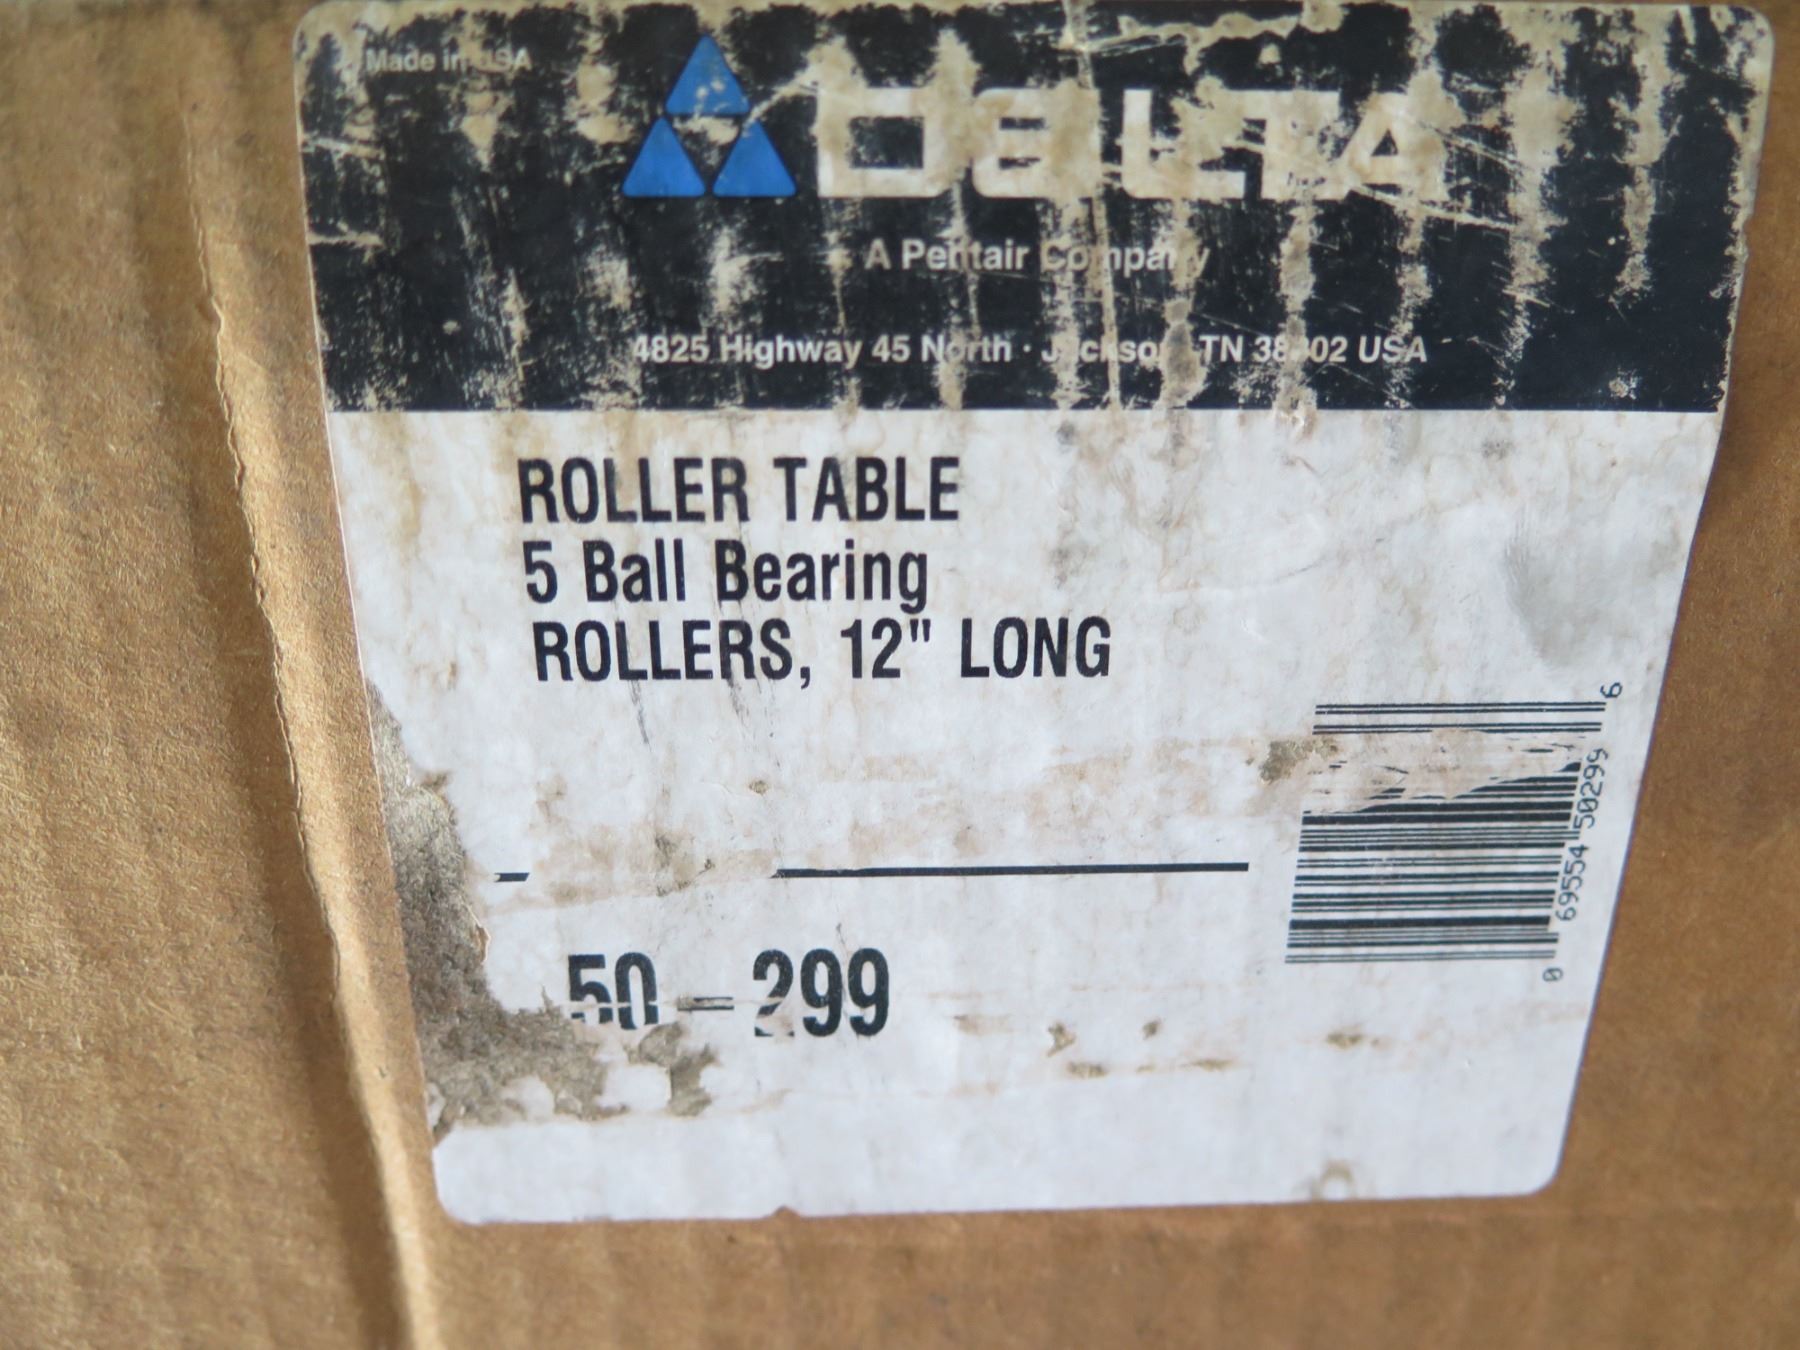 Made in USA
DELTA
A Pentair Company
4825 Highway 45 North · Jackson, TN USA
ROLLER TABLE
5 Ball Bearing
ROLLERS, 12" LONG
50-299
0 69554 50299 6